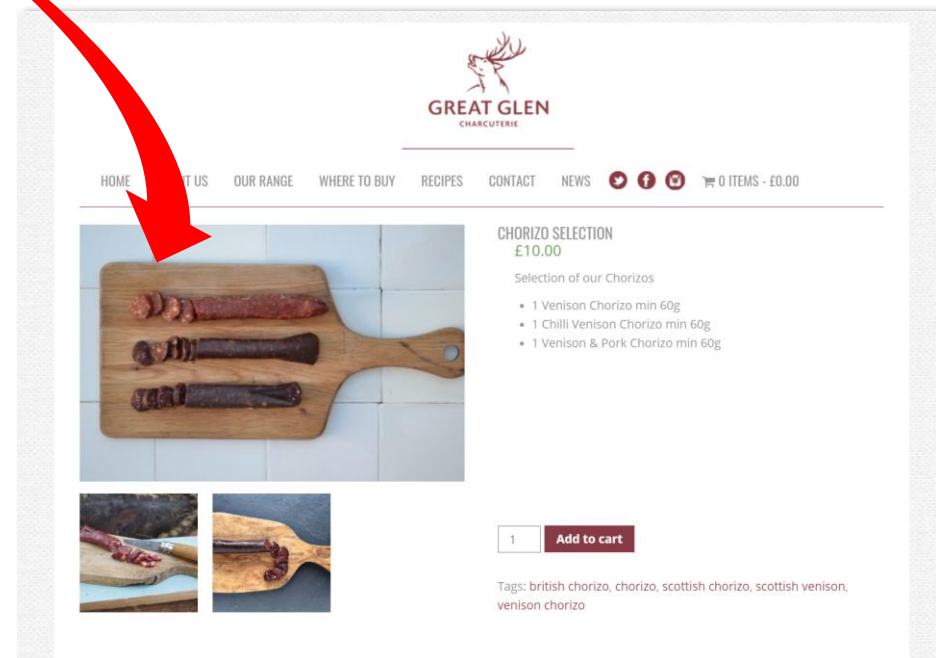 GREAT GLEN
CHARCUTERIE
HOME UT US OUR RANGE WHERE TO BUY RECIPES CONTACT NEWS 0 ITEMS - £0.00
CHORIZO SELECTION
£10.00
Selection of our Chorizos
1 Venison Chorizo min 60g
1 Chilli Venison Chorizo min 60g
1 Venison & Pork Chorizo min 60g
1 Add to cart
Tags: british chorizo, chorizo, scottish chorizo, scottish venison,
venison chorizo